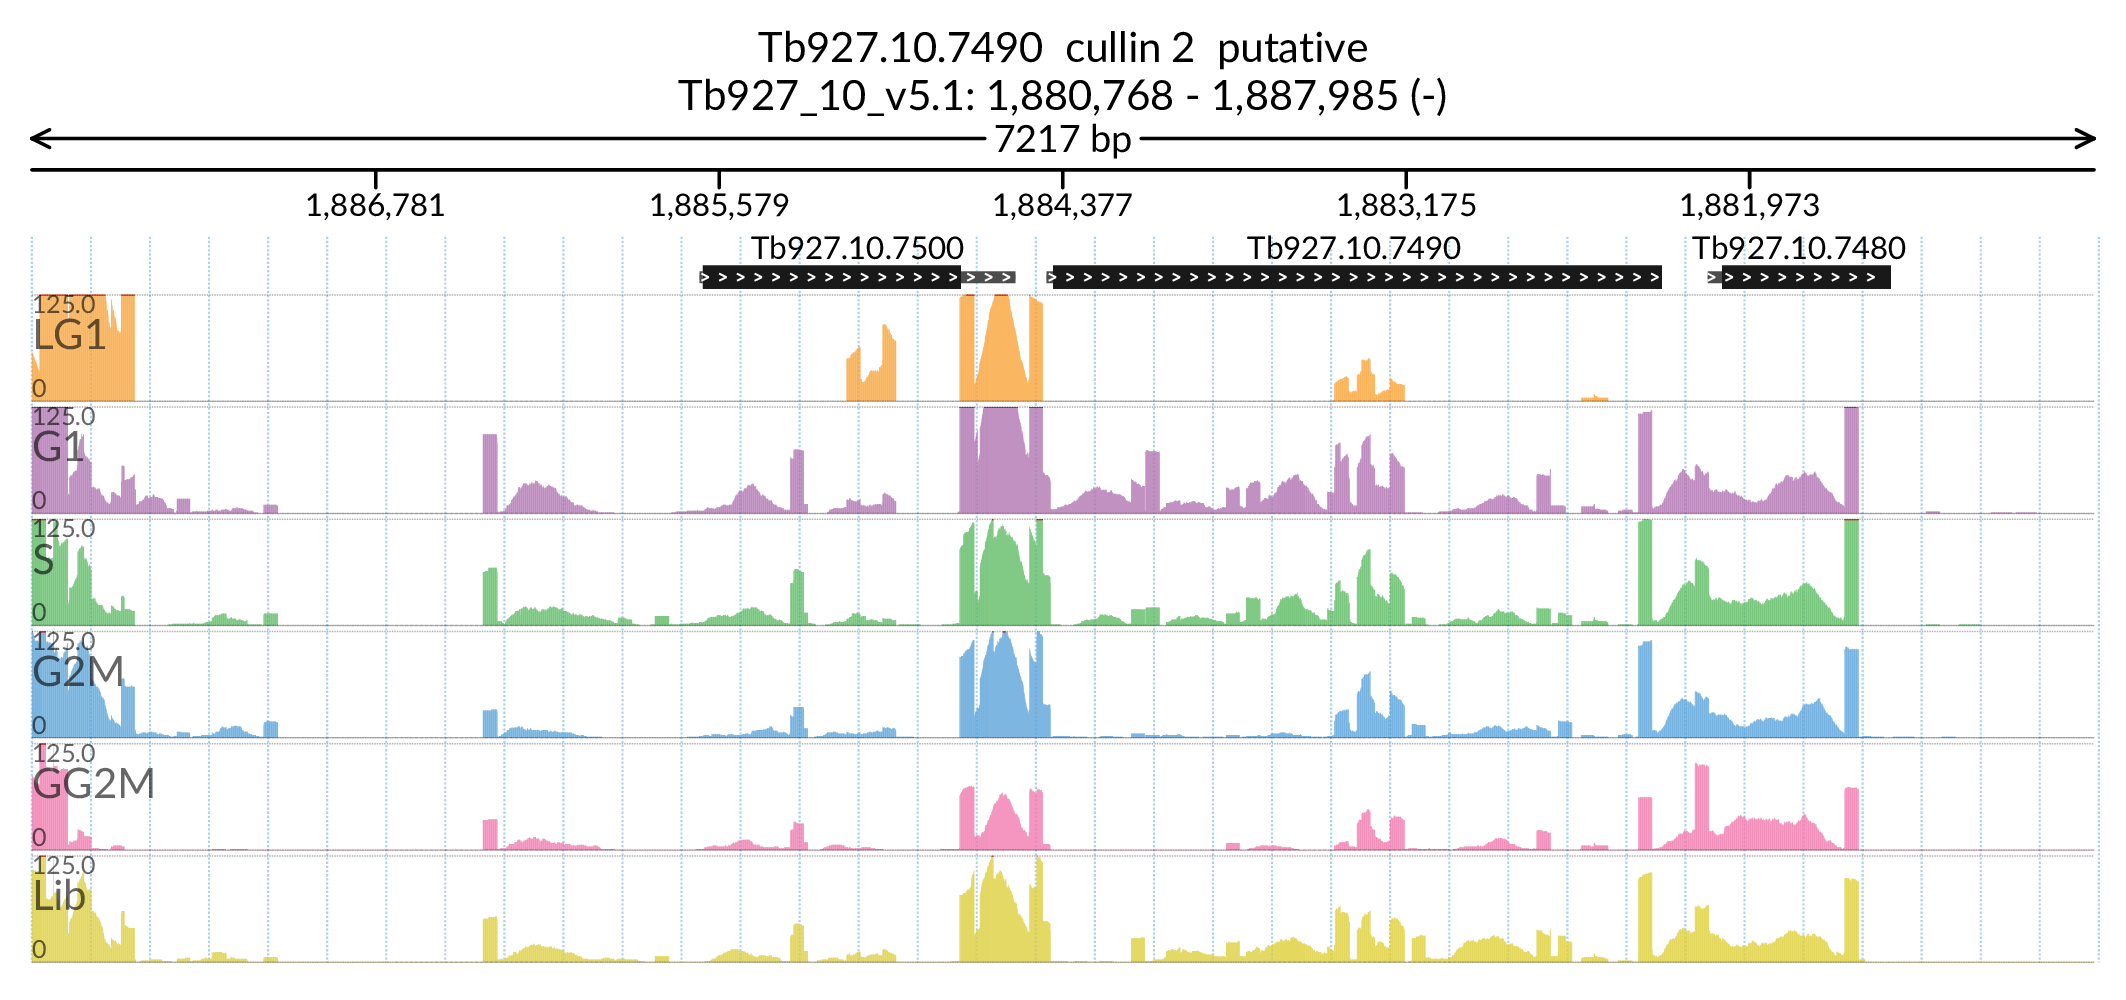 Tb927.10.7490  cullin 2  putative
Tb927_10_v5.1: 1,880,768 - 1,887,985 (-)
7217 bp
1,886,781 1,885,579 1,884,377 1,883,175 1,881,973
Tb927.10.7500 Tb927.10.7490 Tb927.10.7480
125.0
LG1
0
125.0
G1
0
125.0
S
0
125.0
G2M
0
125.0
GG2M
0
125.0
Lib
0